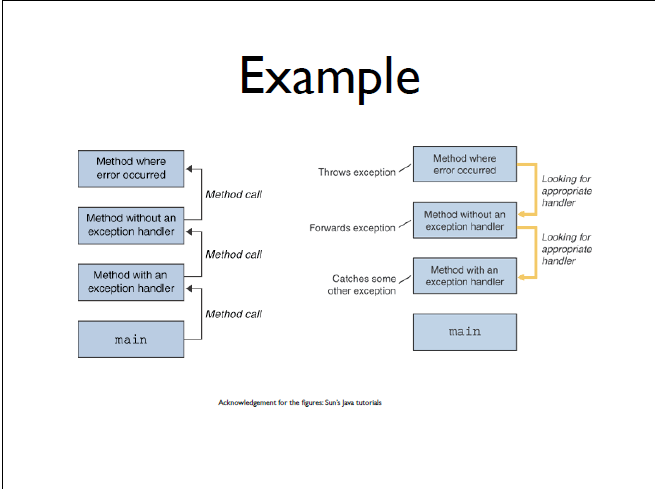 Example
Method where
error occurred
Method call
Method without an
exception handler
Method call
Method with an
exception handler
Method call
main
Throws exception
Method where
error occurred
Looking for
appropriate
handler
Forwards exception
Method without an
exception handler
Looking for
appropriate
handler
Catches some
other exception
Method with an
exception handler
main
Acknowledgement for the figures: Sun's Java tutorials